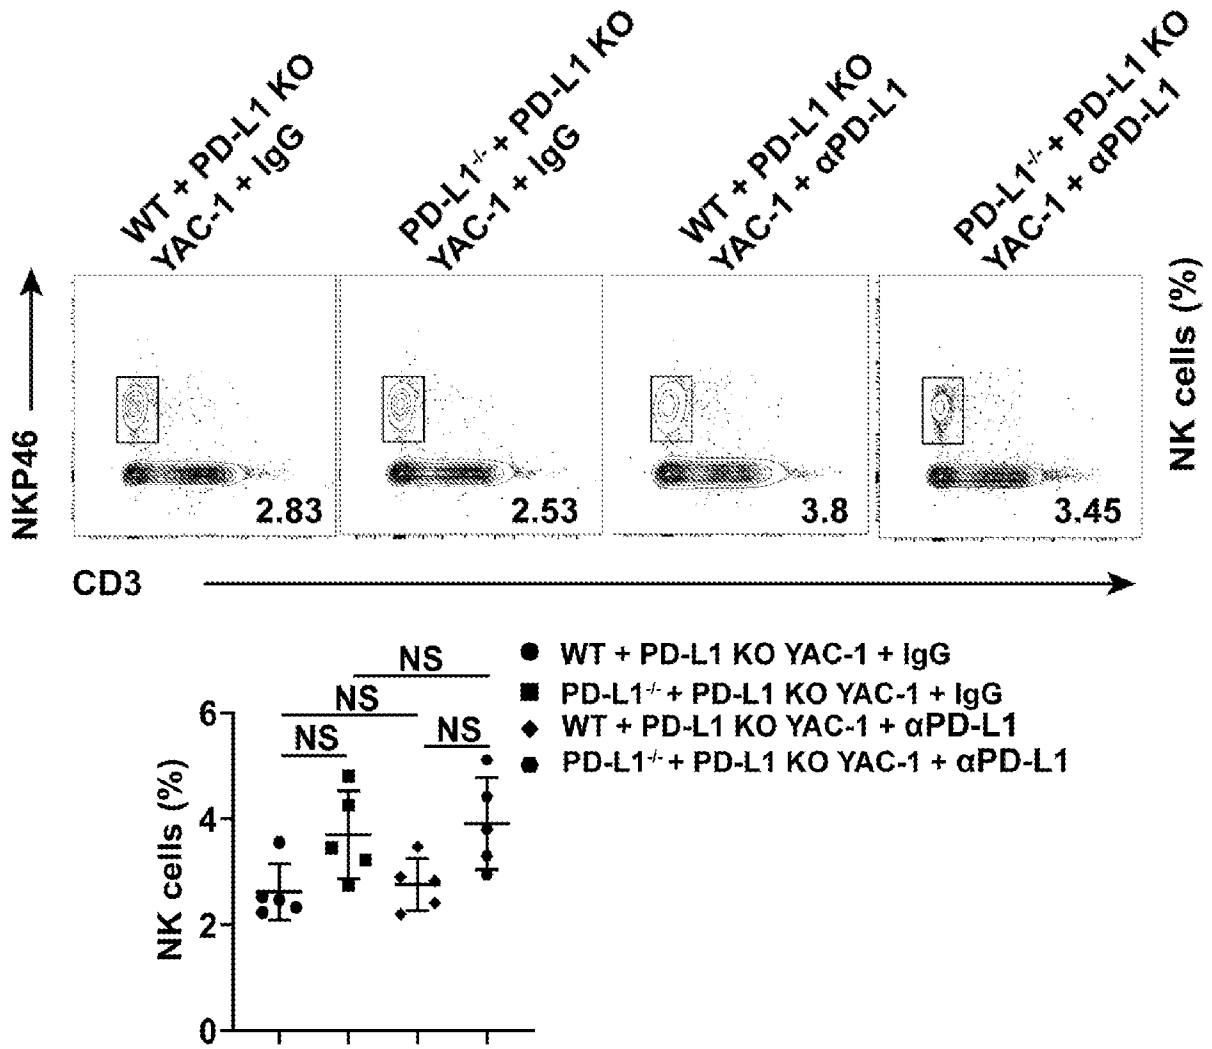 WT + PD-L1 KO
YAC-1 + IgG
PD-L1-/- + PD-L1 KO
YAC-1 + IgG
WT + PD-L1 KO
YAC-1 + αPD-L1
PD-L1-/- + PD-L1 KO
YAC-1 + αPD-L1
NKP46
NK cells (%)
2.83
2.53
3.8
3.45
CD3
NS
NS
NS
NS
WT + PD-L1 KO YAC-1 + IgG
PD-L1-/- + PD-L1 KO YAC-1 + IgG
WT + PD-L1 KO YAC-1 + αPD-L1
PD-L1-/- + PD-L1 KO YAC-1 + αPD-L1
NK cells (%)
6
4
2
0